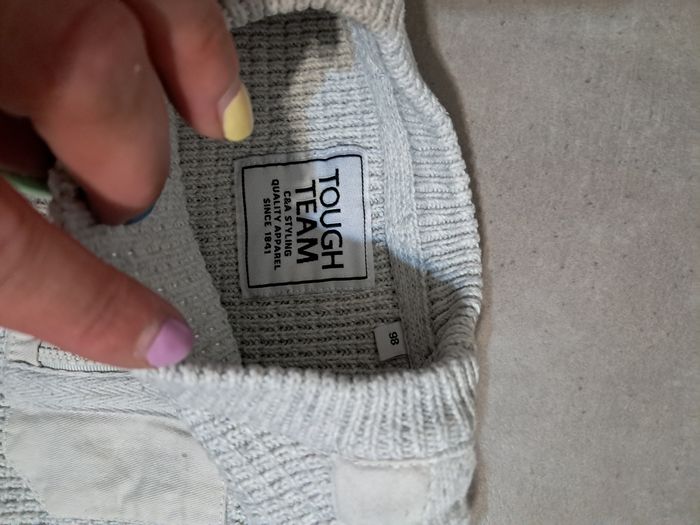 TOUGH
TEAM
C&A STYLING
QUALITY APPAREL
SINCE 1841
98